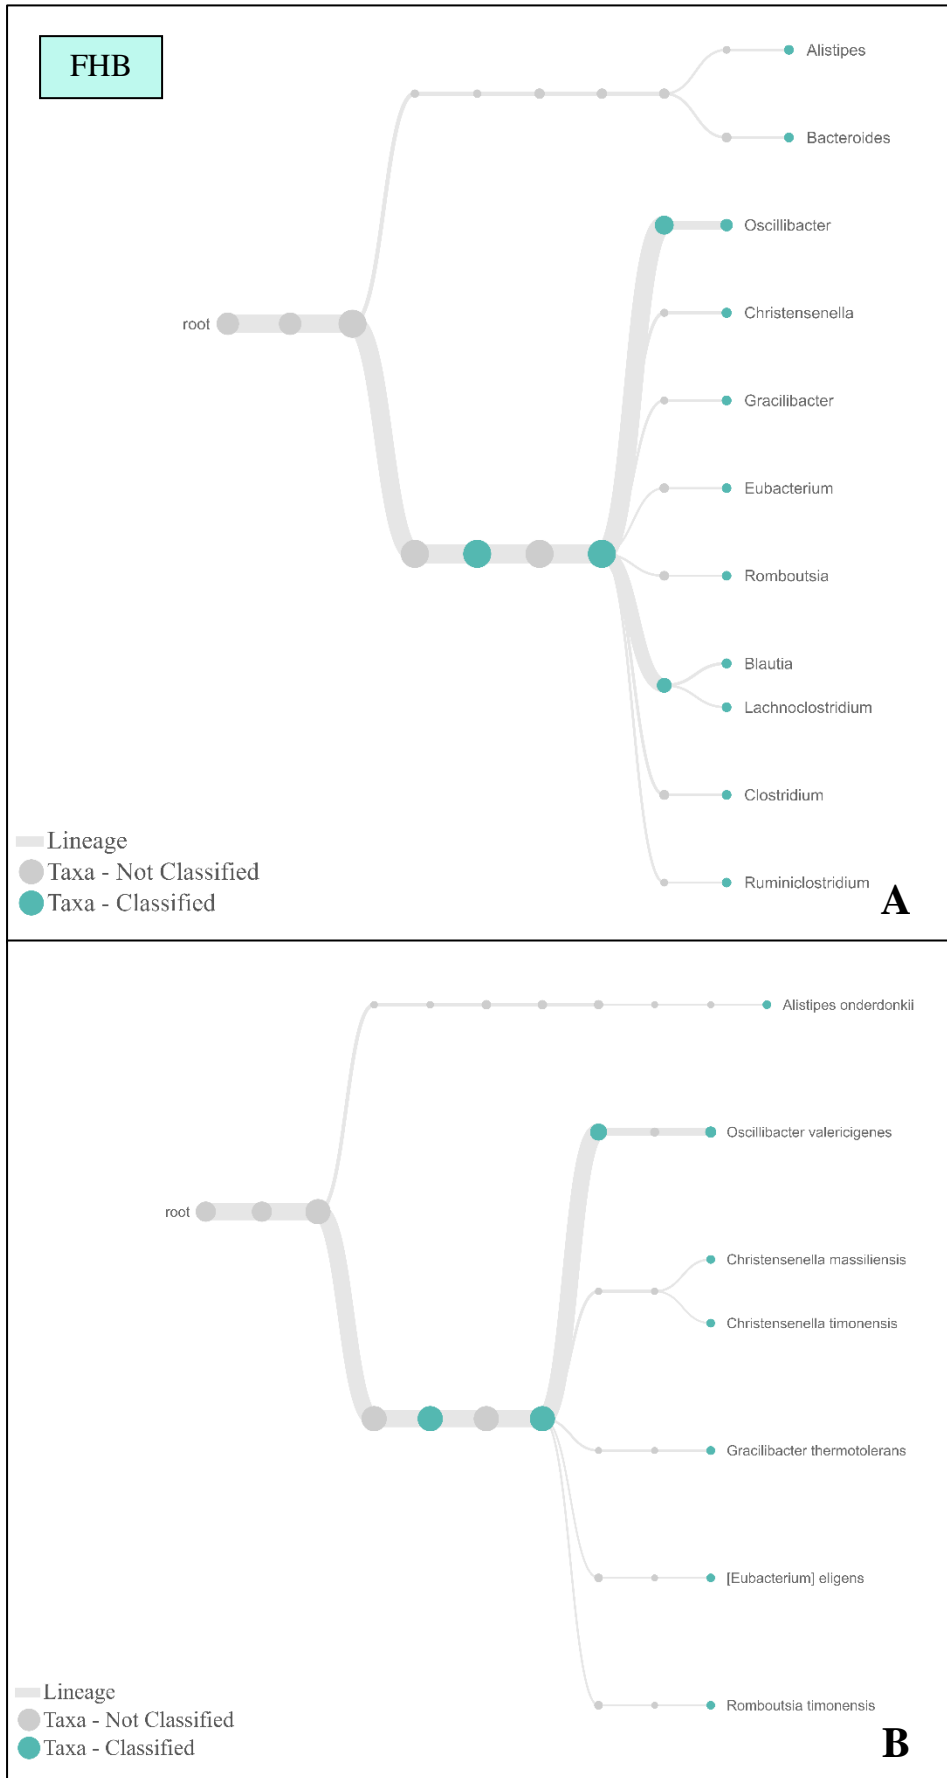 FHB
Alistipes
Bacteroides
Oscillibacter
root
Christensenella
Gracilibacter
Eubacterium
Romboutsia
Blautia
Lachnoclostridium
Clostridium
Lineage
Taxa - Not Classified
Taxa - Classified
Ruminiclostridium
A
Alistipes onderdonkii
Oscillibacter valericigenes
root
Christensenella massiliensis
Christensenella timonensis
Gracilibacter thermotolerans
[Eubacterium] eligens
Romboutsia timonensis
Lineage
Taxa - Not Classified
Taxa - Classified
B